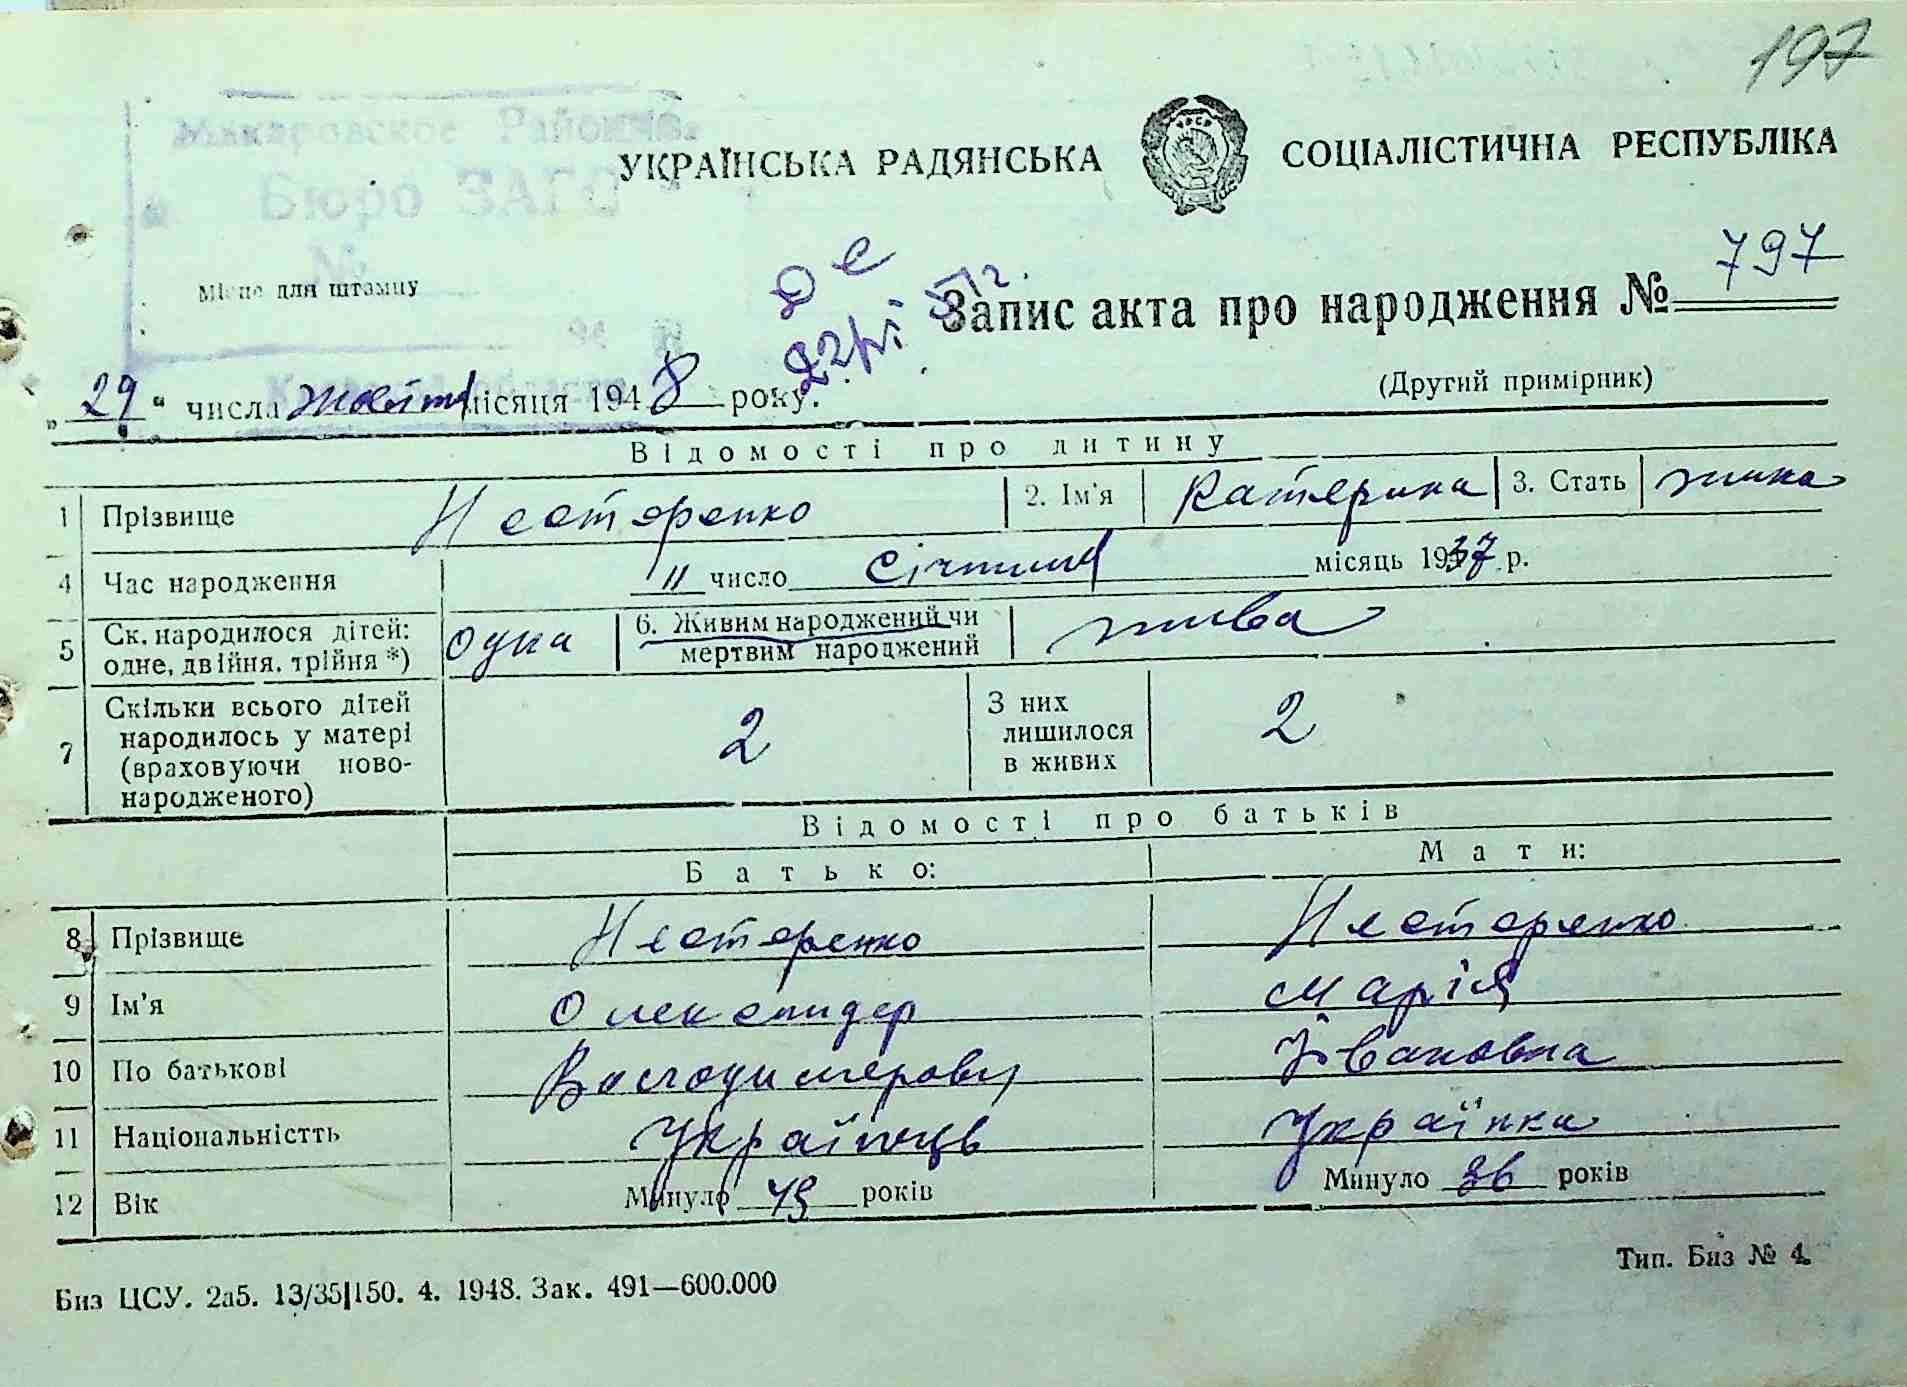 197
Макаровское Районное
УКРАЇНСЬКА РАДЯНСЬКА СОЦІАЛІСТИЧНА РЕСПУБЛІКА
Бюро ЗАГС
№
Місце для штампу
Запис акта про народження № 797
(Другий примірник)
„29" числа жовтня місяця 1948 року.
Відомості про дитину
1 Прізвище Нестеренко 2. Ім'я Катерина 3. Стать жінка
4 Час народження 11 число січння місяць 1937 р.
5 Ск. народилося дітей: одна 6. Живим народжений чи жива
одне, двійня, трійня *) мертвим народжений
7 Скільки всього дітей 2 З них 2
народилось у матері лишилося
(враховуючи ново- в живих
народженого)
Відомості про батьків
Батько: Мати:
8 Прізвище Нестеренко Нестеренко
9 Ім'я Олександер Марія
10 По батькові Володимерович Івановна
11 Національністть Українець Українка
12 Вік Минуло 45 років Минуло 36 років
Биз ЦСУ. 2а5. 13/35|150. 4. 1948. Зак. 491—600.000
Тип. Биз № 4.